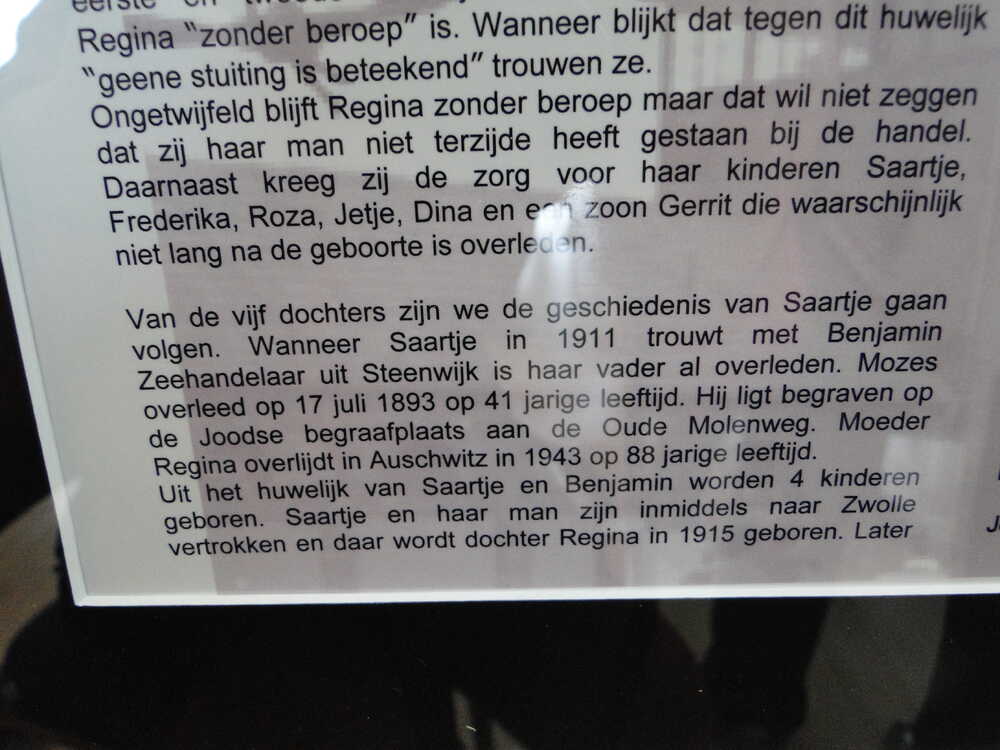 eerste en tweede
Regina "zonder beroep" is. Wanneer blijkt dat tegen dit huwelijk
"geene stuiting is beteekend" trouwen ze.
Ongetwijfeld blijft Regina zonder beroep maar dat wil niet zeggen
dat zij haar man niet terzijde heeft gestaan bij de handel.
Daarnaast kreeg zij de zorg voor haar kinderen Saartje,
Frederika, Roza, Jetje, Dina en een zoon Gerrit die waarschijnlijk
niet lang na de geboorte is overleden.
Van de vijf dochters zijn we de geschiedenis van Saartje gaan
volgen. Wanneer Saartje in 1911 trouwt met Benjamin
Zeehandelaar uit Steenwijk is haar vader al overleden. Mozes
overleed op 17 juli 1893 op 41 jarige leeftijd. Hij ligt begraven op
de Joodse begraafplaats aan de Oude Molenweg. Moeder
Regina overlijdt in Auschwitz in 1943 op 88 jarige leeftijd.
Uit het huwelijk van Saartje en Benjamin worden 4 kinderen
geboren. Saartje en haar man zijn inmiddels naar Zwolle
vertrokken en daar wordt dochter Regina in 1915 geboren. Later